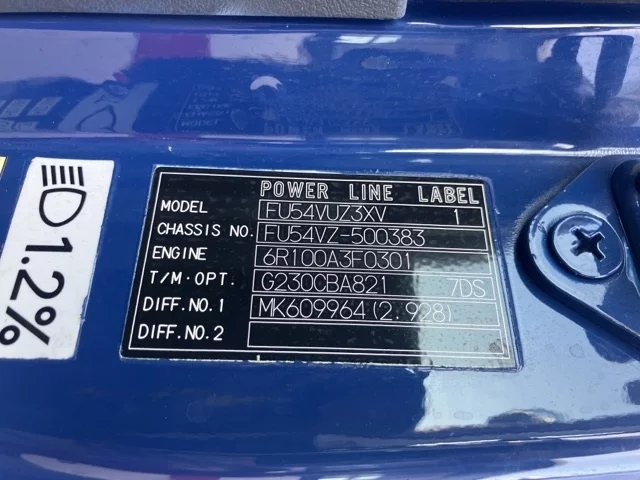 POWER LINE LABEL
MODEL FU54VUZ3XV 1
CHASSIS NO. FU54VZ-500383
ENGINE 6R100A3F0301
T/M·OPT. G230CBA821 7DS
DIFF.NO.1 MK609964(2.928)
DIFF.NO.2
1.2%